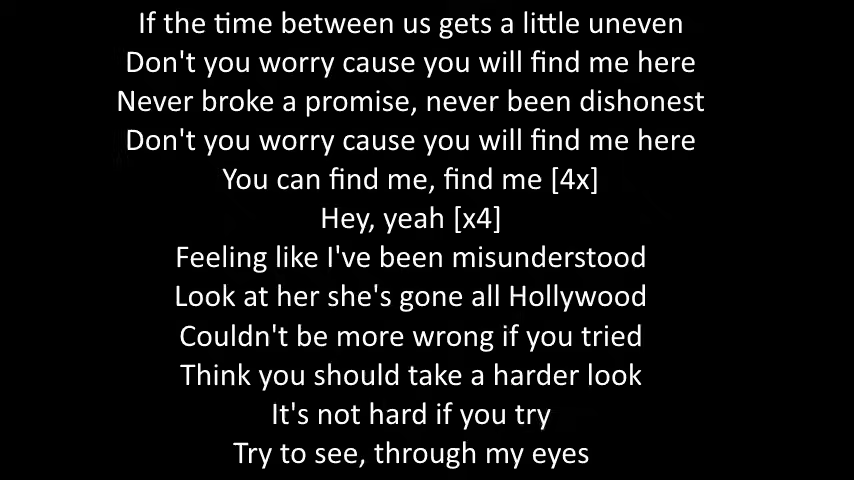 If the time between us gets a little uneven
Don't you worry cause you will find me here
Never broke a promise, never been dishonest
Don't you worry cause you will find me here
You can find me, find me [4x]
Hey, yeah [x4]
Feeling like I've been misunderstood
Look at her she's gone all Hollywood
Couldn't be more wrong if you tried
Think you should take a harder look
It's not hard if you try
Try to see, through my eyes